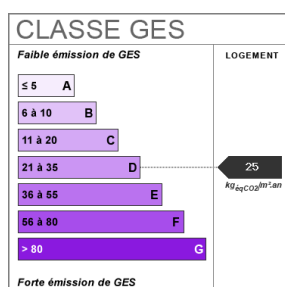 CLASSE GES
Faible émission de GES
LOGEMENT
≤ 5 A
6 à 10 B
11 à 20 C
21 à 35 D
25
kgéqCO2/m².an
36 à 55 E
56 à 80 F
> 80 G
Forte émission de GES